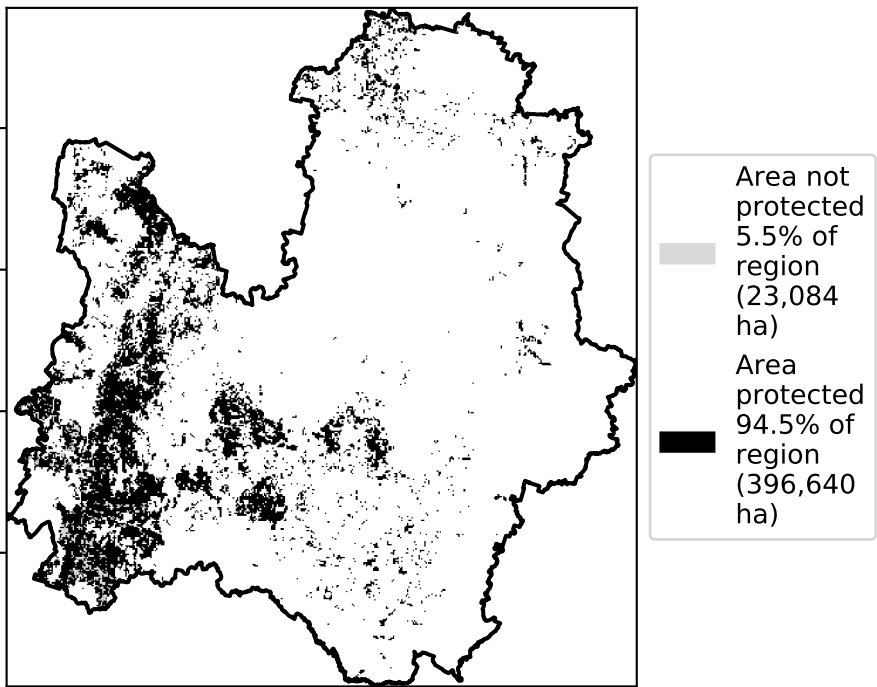 Area not
protected
5.5% of
region
(23,084
ha)
Area
protected
94.5% of
region
(396,640
ha)